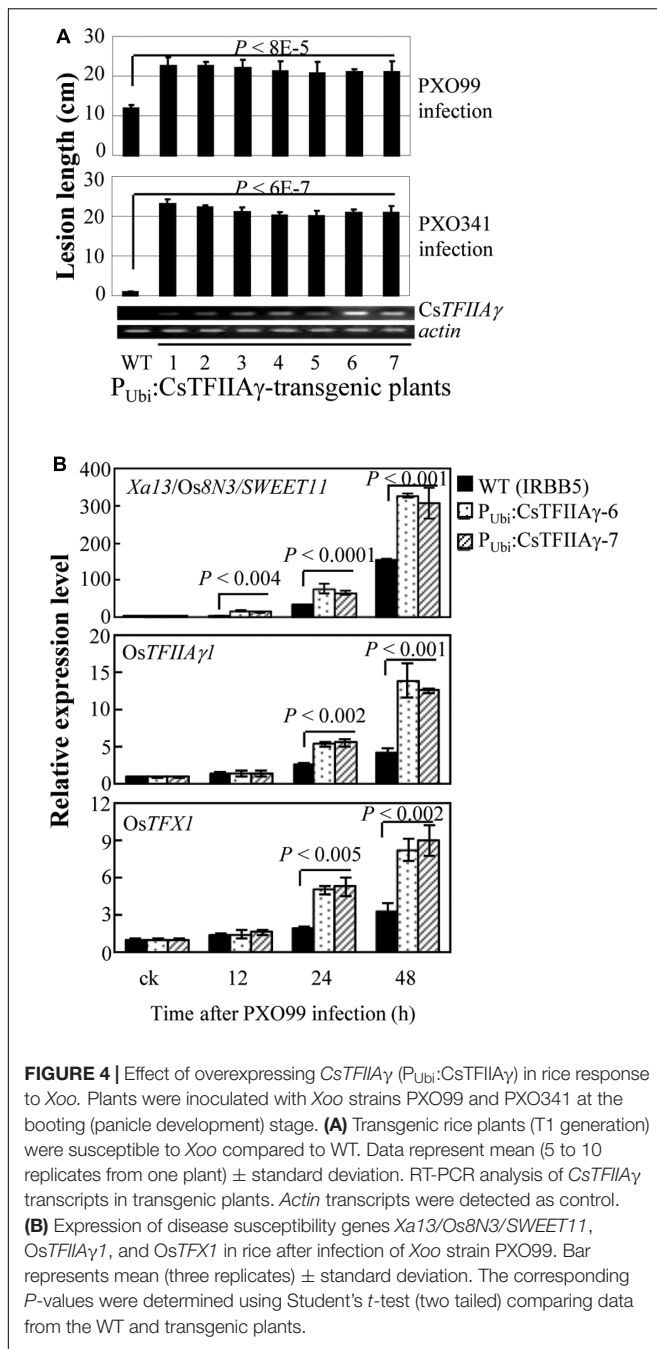 A
30
P < 8E-5
20
10
0
PXO99
infection
30
P < 6E-7
20
10
0
PXO341
infection
Lesion length (cm)
CsTFIIAγ
actin
WT 1 2 3 4 5 6 7
P_Ubi:CsTFIIAγ-transgenic plants
B
400
300
200
100
0
Xa13/Os8N3/SWEET11
P < 0.004
P < 0.0001
P < 0.001
WT (IRBB5)
P_Ubi:CsTFIIAγ-6
P_Ubi:CsTFIIAγ-7
20
15
10
5
0
OsTFIIAγ1
P < 0.002
P < 0.001
12
9
6
3
0
OsTFX1
P < 0.005
P < 0.002
Relative expression level
ck 12 24 48
Time after PXO99 infection (h)
FIGURE 4 | Effect of overexpressing CsTFIIAγ (P_Ubi:CsTFIIAγ) in rice response
to Xoo. Plants were inoculated with Xoo strains PXO99 and PXO341 at the
booting (panicle development) stage. (A) Transgenic rice plants (T1 generation)
were susceptible to Xoo compared to WT. Data represent mean (5 to 10
replicates from one plant) ± standard deviation. RT-PCR analysis of CsTFIIAγ
transcripts in transgenic plants. Actin transcripts were detected as control.
(B) Expression of disease susceptibility genes Xa13/Os8N3/SWEET11,
OsTFIIAγ1, and OsTFX1 in rice after infection of Xoo strain PXO99. Bar
represents mean (three replicates) ± standard deviation. The corresponding
P-values were determined using Student's t-test (two tailed) comparing data
from the WT and transgenic plants.